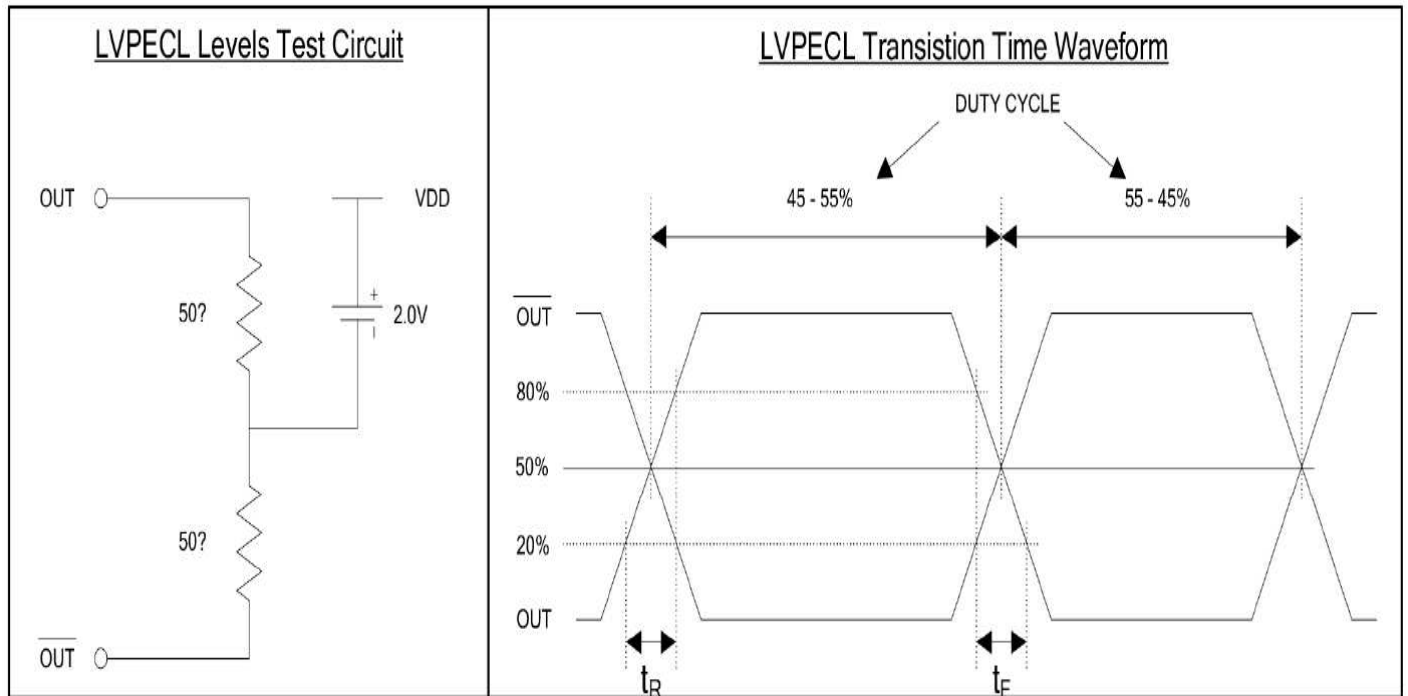 LVPECL Levels Test Circuit
OUT
VDD
50?
+
2.0V
-
50?
OUT
LVPECL Transistion Time Waveform
DUTY CYCLE
45 - 55%
55 - 45%
OUT
80%
50%
20%
OUT
tR
tF